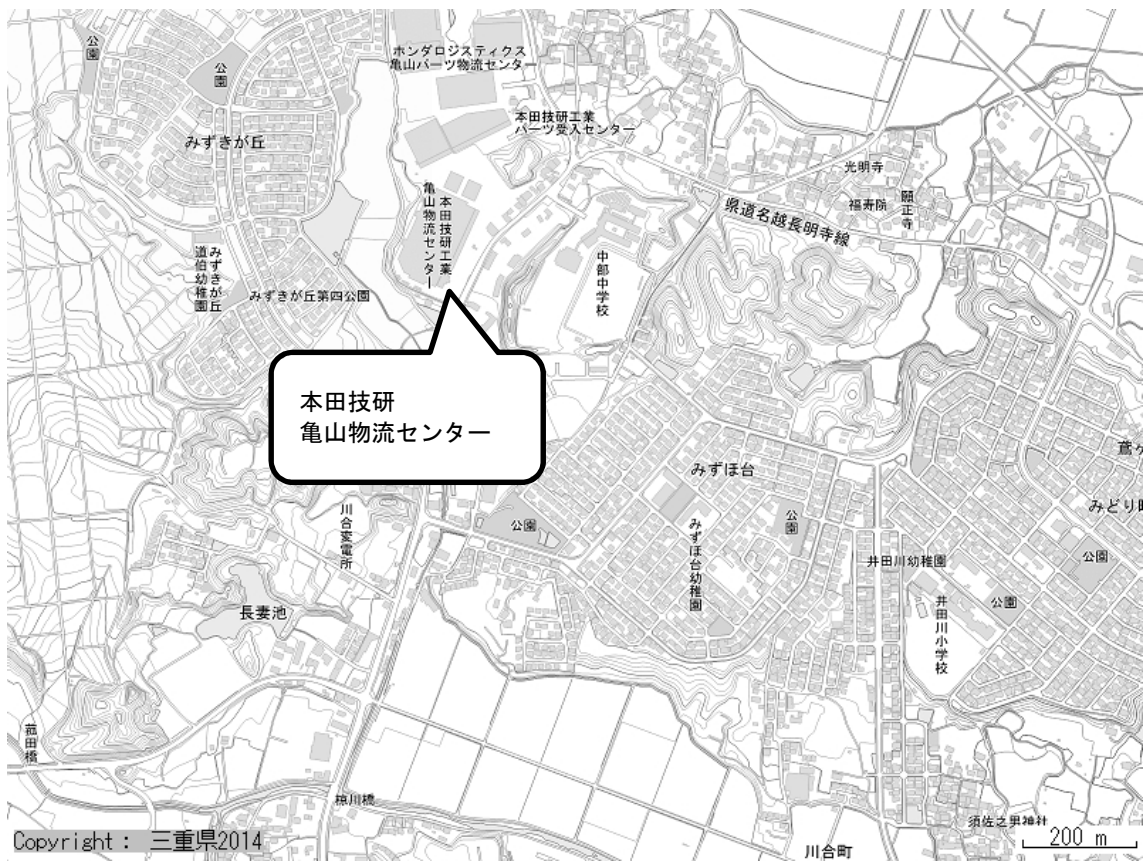 公園
公園
ホンダロジスティクス
亀山パーツ物流センター
本田技研工業
パーツ受入センター
みずきが丘
光明寺
福寿院
願正寺
県道名越長明寺線
本田技研工業
亀山物流センター
中部中学校
みずきが丘
道伯幼稚園
みずきが丘第四公園
本田技研
亀山物流センター
みずほ台
みどり町
公園
公園
みずほ台幼稚園
川合変電所
井田川幼稚園
公園
公園
井田川小学校
長妻池
菰田橋
椋川橋
須佐之男神社
川合町
200 m
Copyright : 三重県2014